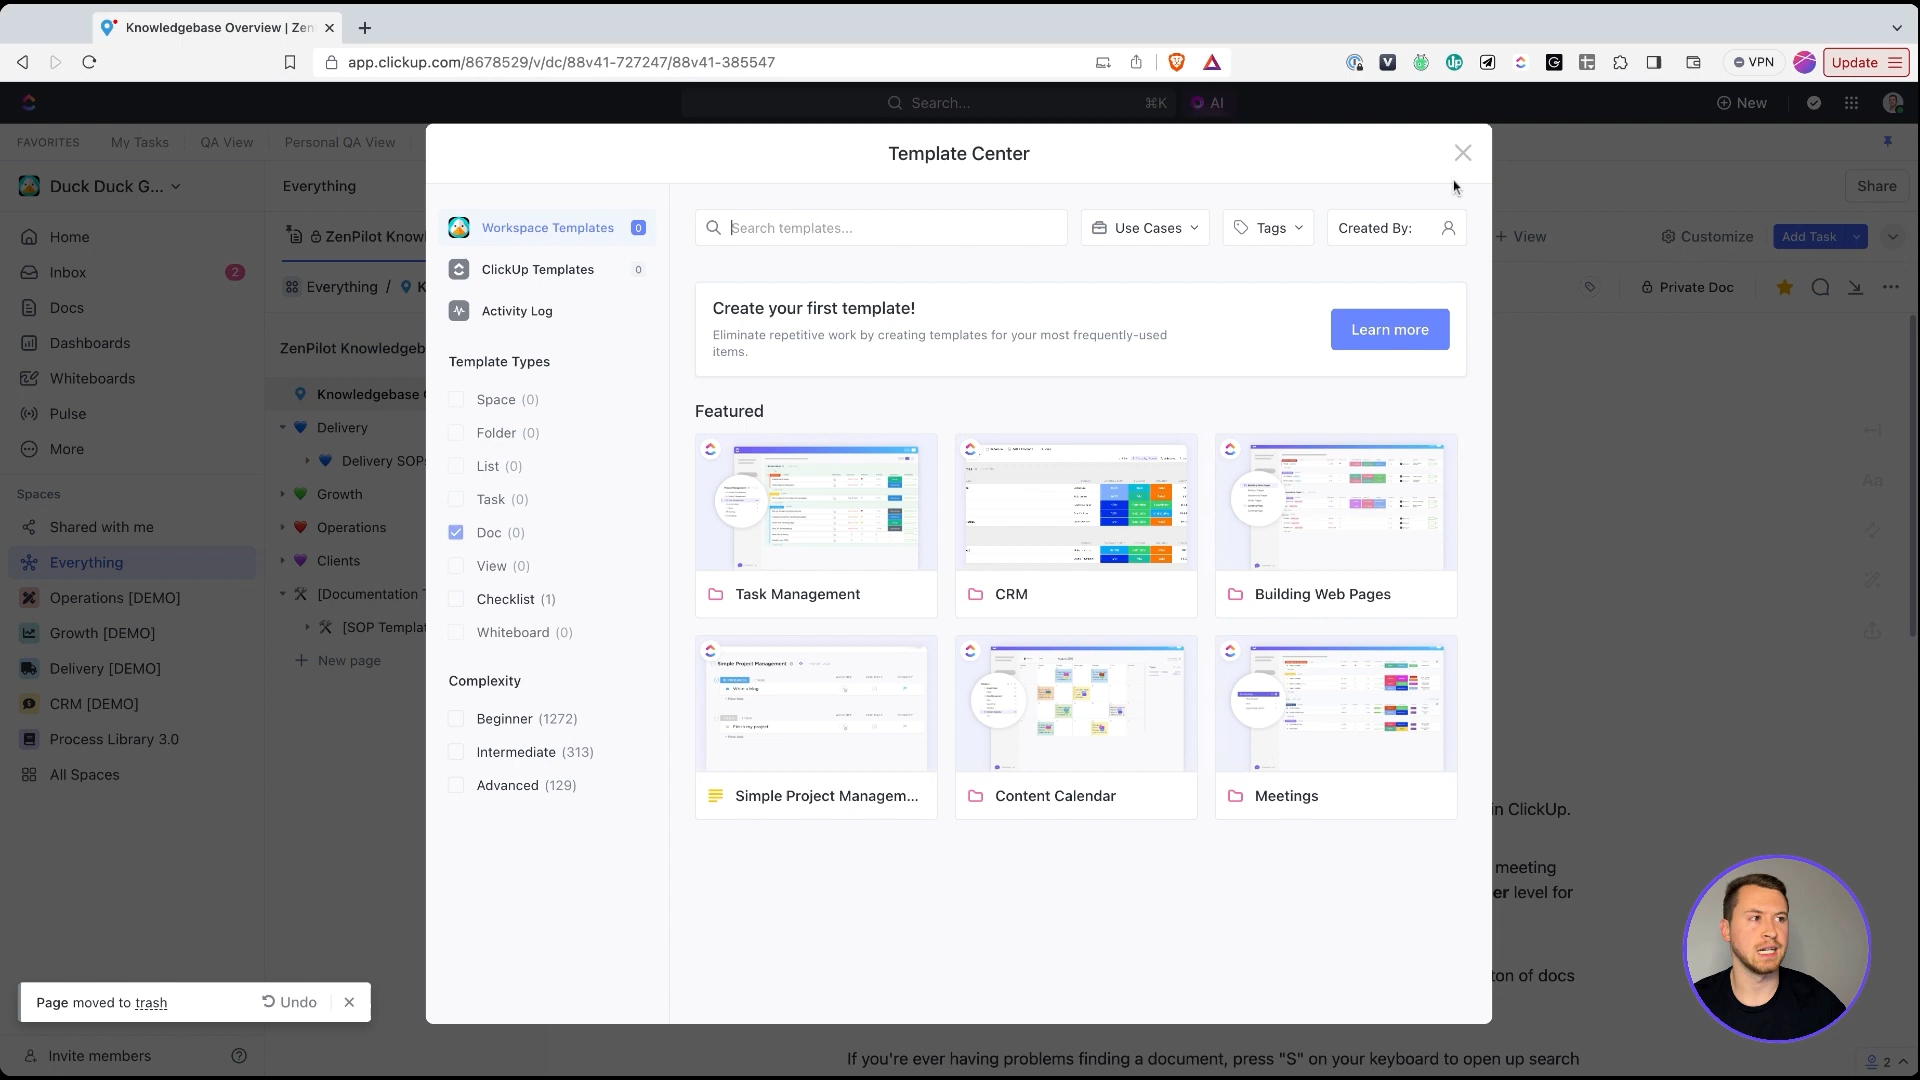 Knowledgebase Overview | Zen
app.clickup.com/8678529/v/dc/88v41-727247/88v41-385547
VPN
Update
Search...
⌘K
AI
New
FAVORITES
My Tasks
QA View
Personal QA View
Duck Duck G...
Home
Inbox
2
Docs
Dashboards
Whiteboards
Pulse
More
Spaces
Shared with me
Everything
Operations [DEMO]
Growth [DEMO]
Delivery [DEMO]
CRM [DEMO]
Process Library 3.0
All Spaces
Invite members
Everything
Share
ZenPilot Know
+ View
Customize
Add Task
Everything /
Private Doc
ZenPilot Knowledgeb
Knowledgebase
Delivery
Delivery SOPs
Growth
Operations
Clients
[Documentation
[SOP Templat
New page
Template Center
Workspace Templates
0
ClickUp Templates
0
Activity Log
Template Types
Space (0)
Folder (0)
List (0)
Task (0)
Doc (0)
View (0)
Checklist (1)
Whiteboard (0)
Complexity
Beginner (1272)
Intermediate (313)
Advanced (129)
Search templates...
Use Cases
Tags
Created By:
Create your first template!
Eliminate repetitive work by creating templates for your most frequently-used
items.
Learn more
Featured
Task Management
CRM
Building Web Pages
Simple Project Management
Simple Project Managem...
Content Calendar
Meetings
in ClickUp.
meeting
er level for
ton of docs
If you're ever having problems finding a document, press "S" on your keyboard to open up search
Page moved to trash
Undo
2